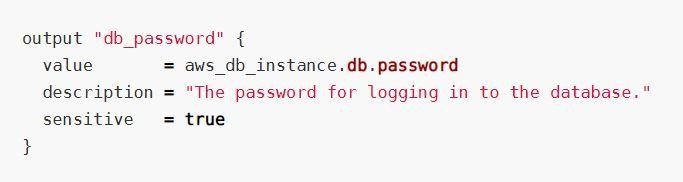 output "db_password" {
  value       = aws_db_instance.db.password
  description = "The password for logging in to the database."
  sensitive   = true
}